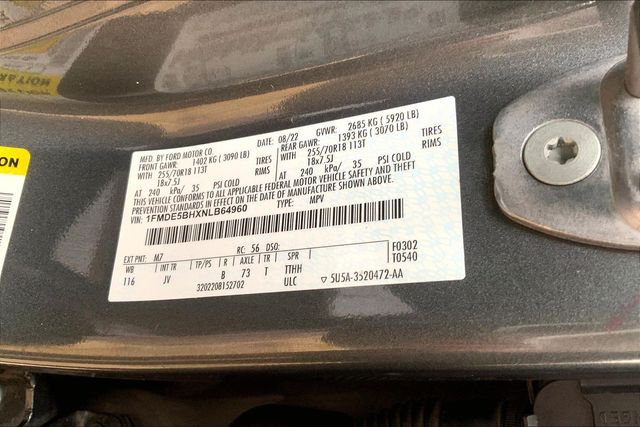 MFD. BY FORD MOTOR CO.
DATE: 08/22 GVWR: 2685 KG ( 5920 LB)
FRONT GAWR: 1402 KG ( 3090 LB) REAR GAWR: 1393 KG ( 3070 LB)
WITH 255/70R18 113T TIRES WITH 255/70R18 113T TIRES
18x7.5J RIMS 18x7.5J RIMS
AT 240 kPa/ 35 PSI COLD AT 240 kPa/ 35 PSI COLD
THIS VEHICLE CONFORMS TO ALL APPLICABLE FEDERAL MOTOR VEHICLE SAFETY AND THEFT
PREVENTION STANDARDS IN EFFECT ON THE DATE OF MANUFACTURE SHOWN ABOVE.
VIN: 1FMDE5BHXNLB64960 TYPE: MPV
EXT PNT: M7 RC: 56 DSO: F0302
WB INT TR TP/PS R AXLE TR SPR T0540
116 JV B 73 T TTHH
3202208152702 ULC 5U5A-3520472-AA
ON